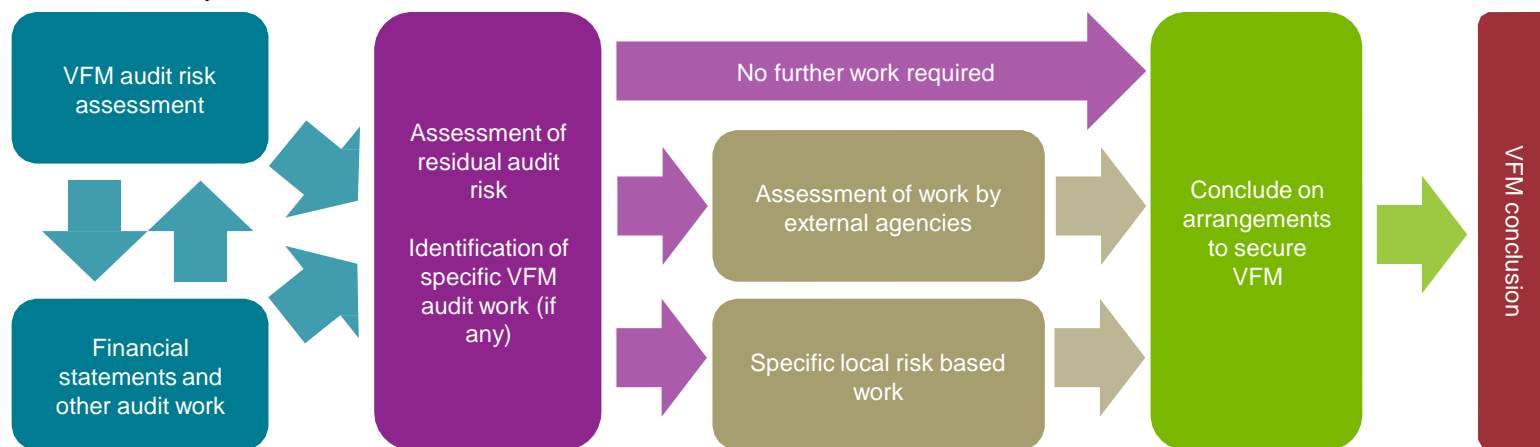 VFM audit risk
assessment
Financial
statements and
other audit work
Assessment of
residual audit
risk
Identification of
specific VFM
audit work (if
any)
No further work required
Assessment of work by
external agencies
Specific local risk based
work
Conclude on
arrangements
to secure
VFM
VFM conclusion